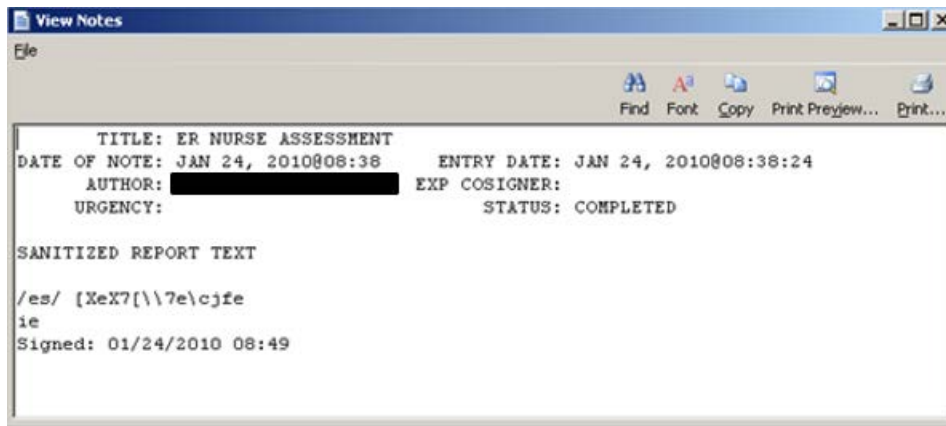 View Notes
File
Find Font Copy Print Preview... Print...
TITLE: ER NURSE ASSESSMENT
DATE OF NOTE: JAN 24, 2010@08:38 ENTRY DATE: JAN 24, 2010@08:38:24
AUTHOR: EXP COSIGNER:
URGENCY: STATUS: COMPLETED
SANITIZED REPORT TEXT
/es/ [XeX7[\\7e\cjfe
ie
Signed: 01/24/2010 08:49